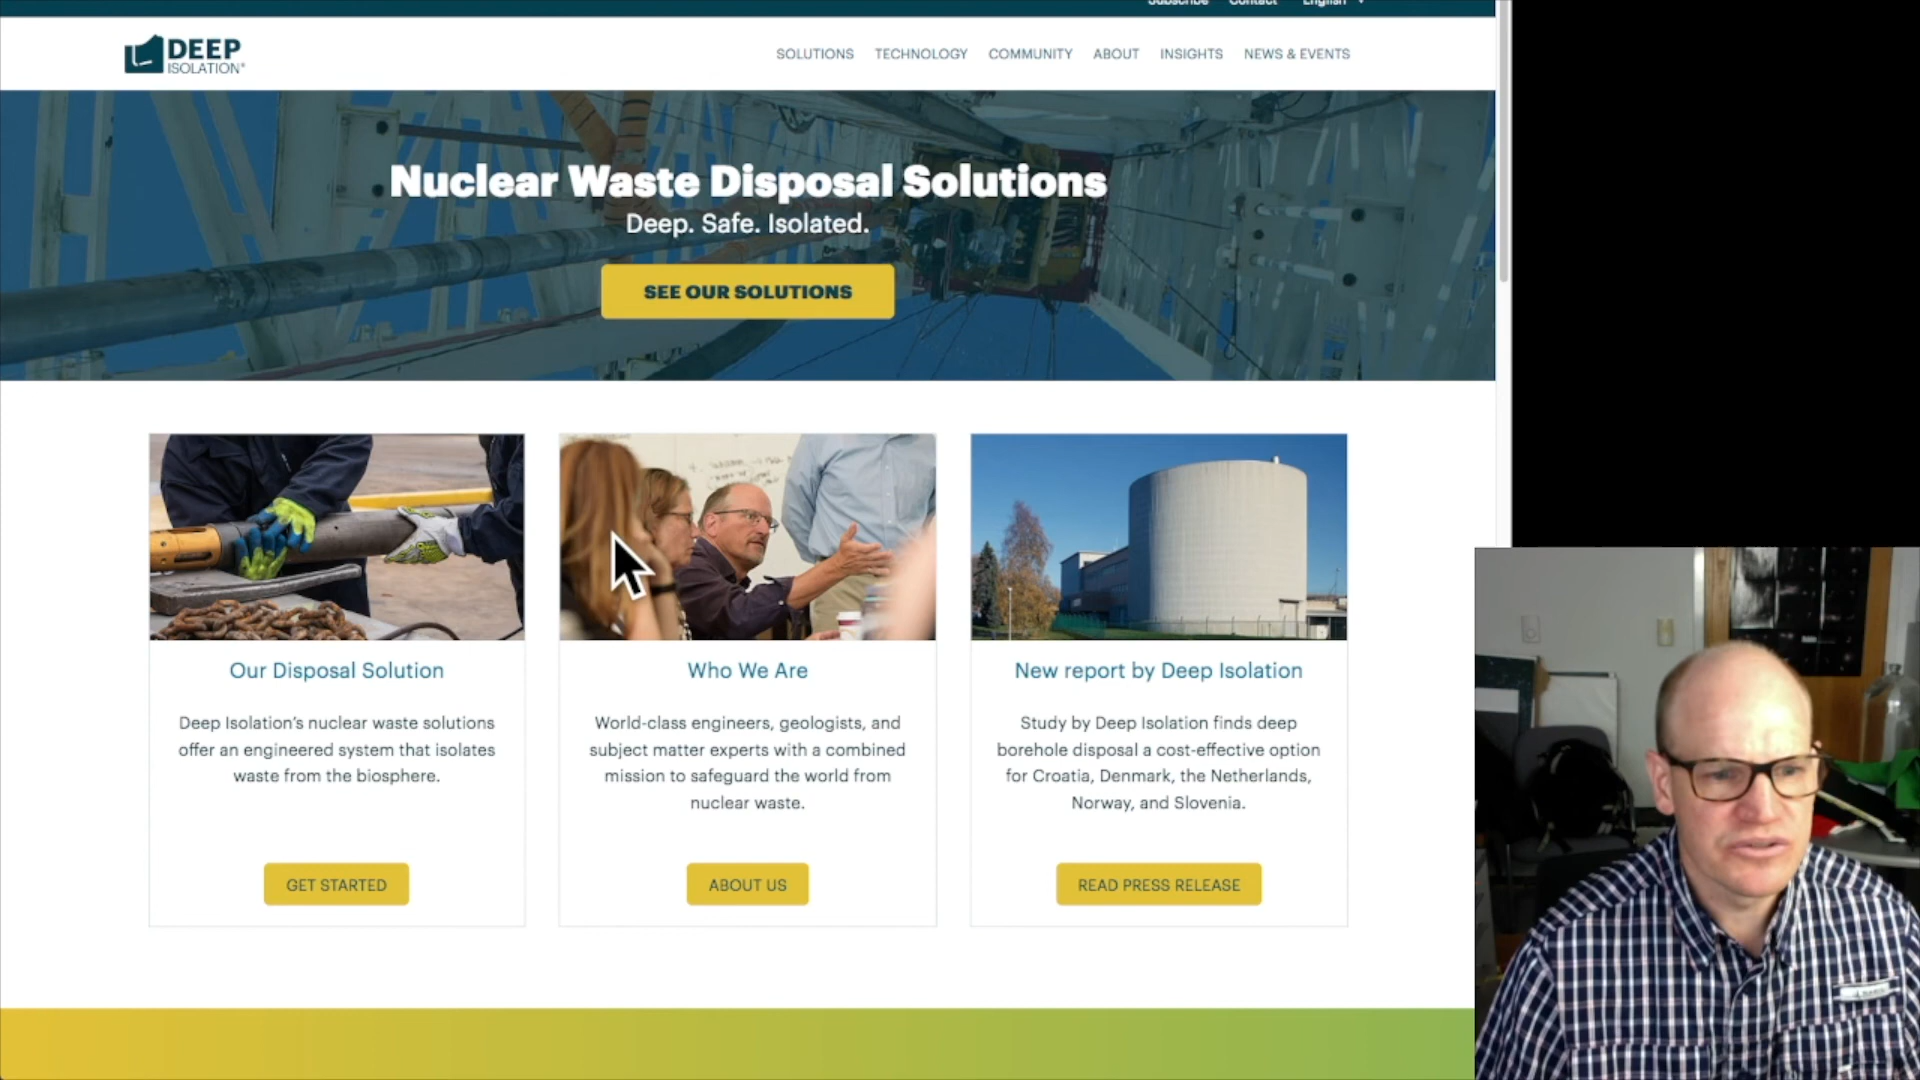 Subscribe Contact English
DEEP
ISOLATION
SOLUTIONS TECHNOLOGY COMMUNITY ABOUT INSIGHTS NEWS & EVENTS
Nuclear Waste Disposal Solutions
Deep. Safe. Isolated.
SEE OUR SOLUTIONS
Our Disposal Solution
Deep Isolation’s nuclear waste solutions
offer an engineered system that isolates
waste from the biosphere.
GET STARTED
Who We Are
World-class engineers, geologists, and
subject matter experts with a combined
mission to safeguard the world from
nuclear waste.
ABOUT US
New report by Deep Isolation
Study by Deep Isolation finds deep
borehole disposal a cost-effective option
for Croatia, Denmark, the Netherlands,
Norway, and Slovenia.
READ PRESS RELEASE